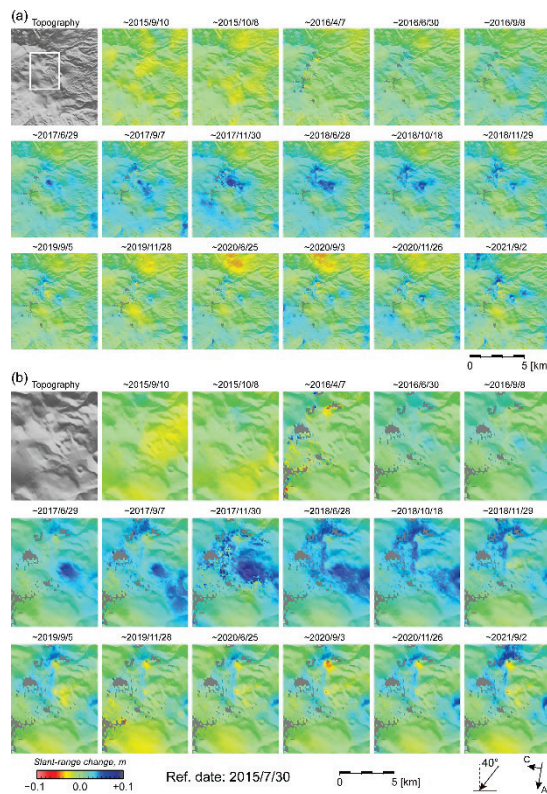 (a)
Topography ~2015/9/10 ~2015/10/8 ~2016/4/7 ~2016/6/30 ~2016/9/8
~2017/6/29 ~2017/9/7 ~2017/11/30 ~2018/6/28 ~2018/10/18 ~2018/11/29
~2019/9/5 ~2019/11/28 ~2020/6/25 ~2020/9/3 ~2020/11/26 ~2021/9/2
0 5 [km]
(b)
Topography ~2015/9/10 ~2015/10/8 ~2016/4/7 ~2016/6/30 ~2016/9/8
~2017/6/29 ~2017/9/7 ~2017/11/30 ~2018/6/28 ~2018/10/18 ~2018/11/29
~2019/9/5 ~2019/11/28 ~2020/6/25 ~2020/9/3 ~2020/11/26 ~2021/9/2
Slant-range change, m
−0.1 0.0 +0.1
Ref. date: 2015/7/30
0 5 [km]
40°
C
A